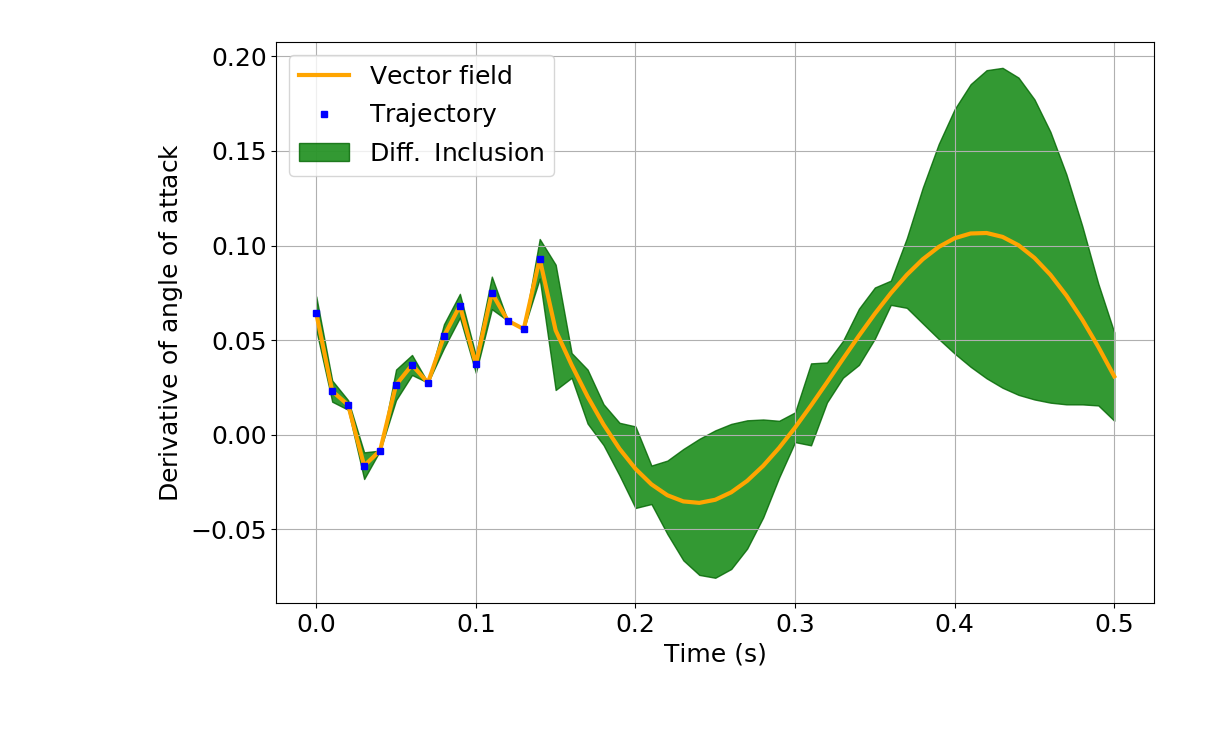 0.20
0.15
0.10
0.05
0.00
−0.05
Derivative of angle of attack
Vector field
Trajectory
Diff. Inclusion
0.0 0.1 0.2 0.3 0.4 0.5
Time (s)